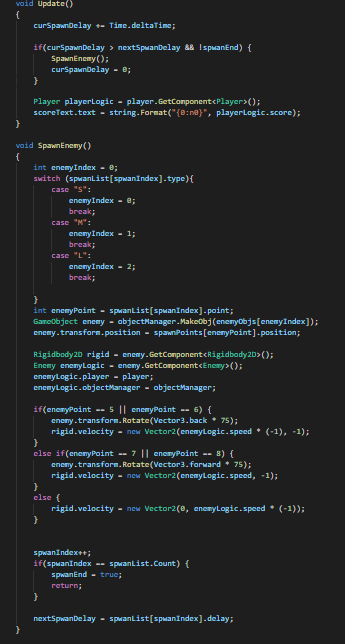 void Update()
{
curSpawnDelay += Time.deltaTime;
if(curSpawnDelay > nextSpwanDelay && !spwanEnd) {
SpawnEnemy();
curSpawnDelay = 0;
}
Player playerLogic = player.GetComponent<Player>();
scoreText.text = string.Format("{0:n0}", playerLogic.score);
}
void SpawnEnemy()
{
int enemyIndex = 0;
switch (spwanList[spwanIndex].type){
case "S":
enemyIndex = 0;
break;
case "M":
enemyIndex = 1;
break;
case "L":
enemyIndex = 2;
break;
}
int enemyPoint = spwanList[spwanIndex].point;
GameObject enemy = objectManager.MakeObj(enemyObjs[enemyIndex]);
enemy.transform.position = spawnPoints[enemyPoint].position;
Rigidbody2D rigid = enemy.GetComponent<Rigidbody2D>();
Enemy enemyLogic = enemy.GetComponent<Enemy>();
enemyLogic.player = player;
enemyLogic.objectManager = objectManager;
if(enemyPoint == 5 || enemyPoint == 6) {
enemy.transform.Rotate(Vector3.back * 75);
rigid.velocity = new Vector2(enemyLogic.speed * (-1), -1);
}
else if(enemyPoint == 7 || enemyPoint == 8) {
enemy.transform.Rotate(Vector3.forward * 75);
rigid.velocity = new Vector2(enemyLogic.speed, -1);
}
else {
rigid.velocity = new Vector2(0, enemyLogic.speed * (-1));
}
spwanIndex++;
if(spwanIndex == spwanList.Count) {
spwanEnd = true;
return;
}
nextSpwanDelay = spwanList[spwanIndex].delay;
}